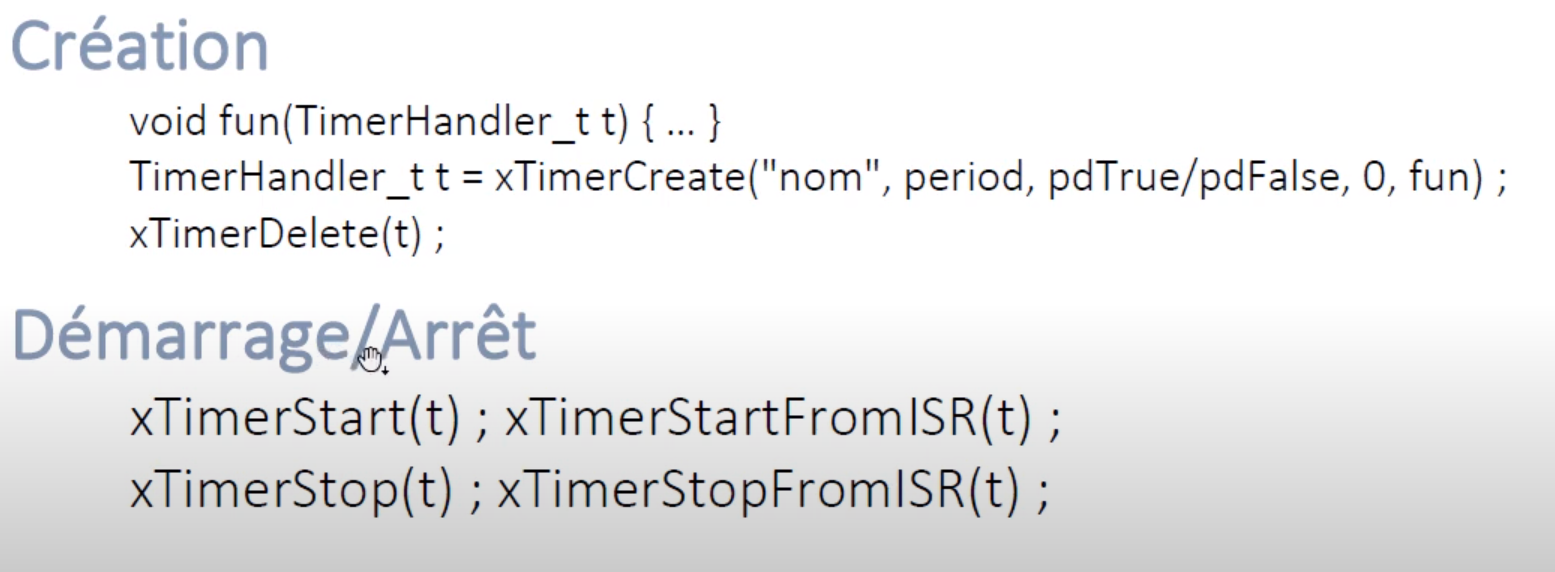 Création
void fun(TimerHandler_t t) { ... }
TimerHandler_t t = xTimerCreate("nom", period, pdTrue/pdFalse, 0, fun) ;
xTimerDelete(t) ;
Démarrage/Arrêt
xTimerStart(t) ; xTimerStartFromISR(t) ;
xTimerStop(t) ; xTimerStopFromISR(t) ;